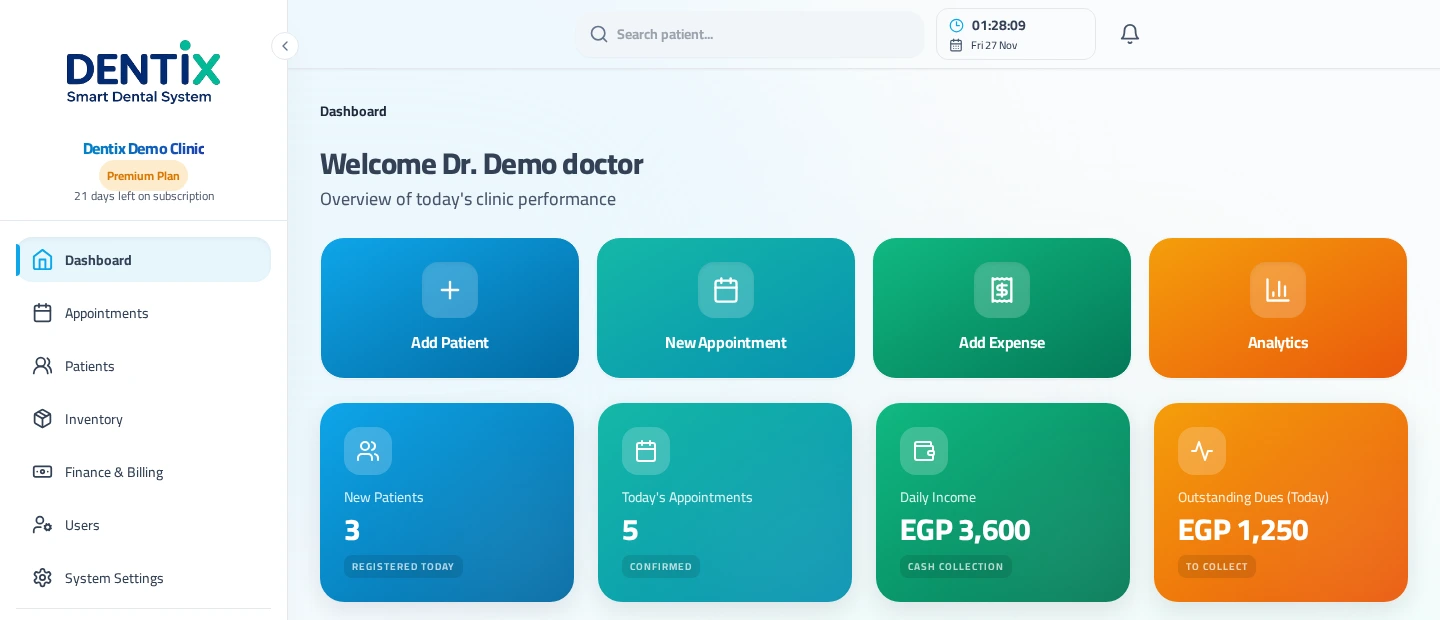 DENTiX
Smart Dental System
Dentix Demo Clinic
Premium Plan
21 days left on subscription
Dashboard
Appointments
Patients
Inventory
Finance & Billing
Users
System Settings
Search patient...
01:28:09
Fri 27 Nov
Dashboard
Welcome Dr. Demo doctor
Overview of today's clinic performance
Add Patient
New Appointment
Add Expense
Analytics
New Patients
3
REGISTERED TODAY
Today's Appointments
5
CONFIRMED
Daily Income
EGP 3,600
CASH COLLECTION
Outstanding Dues (Today)
EGP 1,250
TO COLLECT